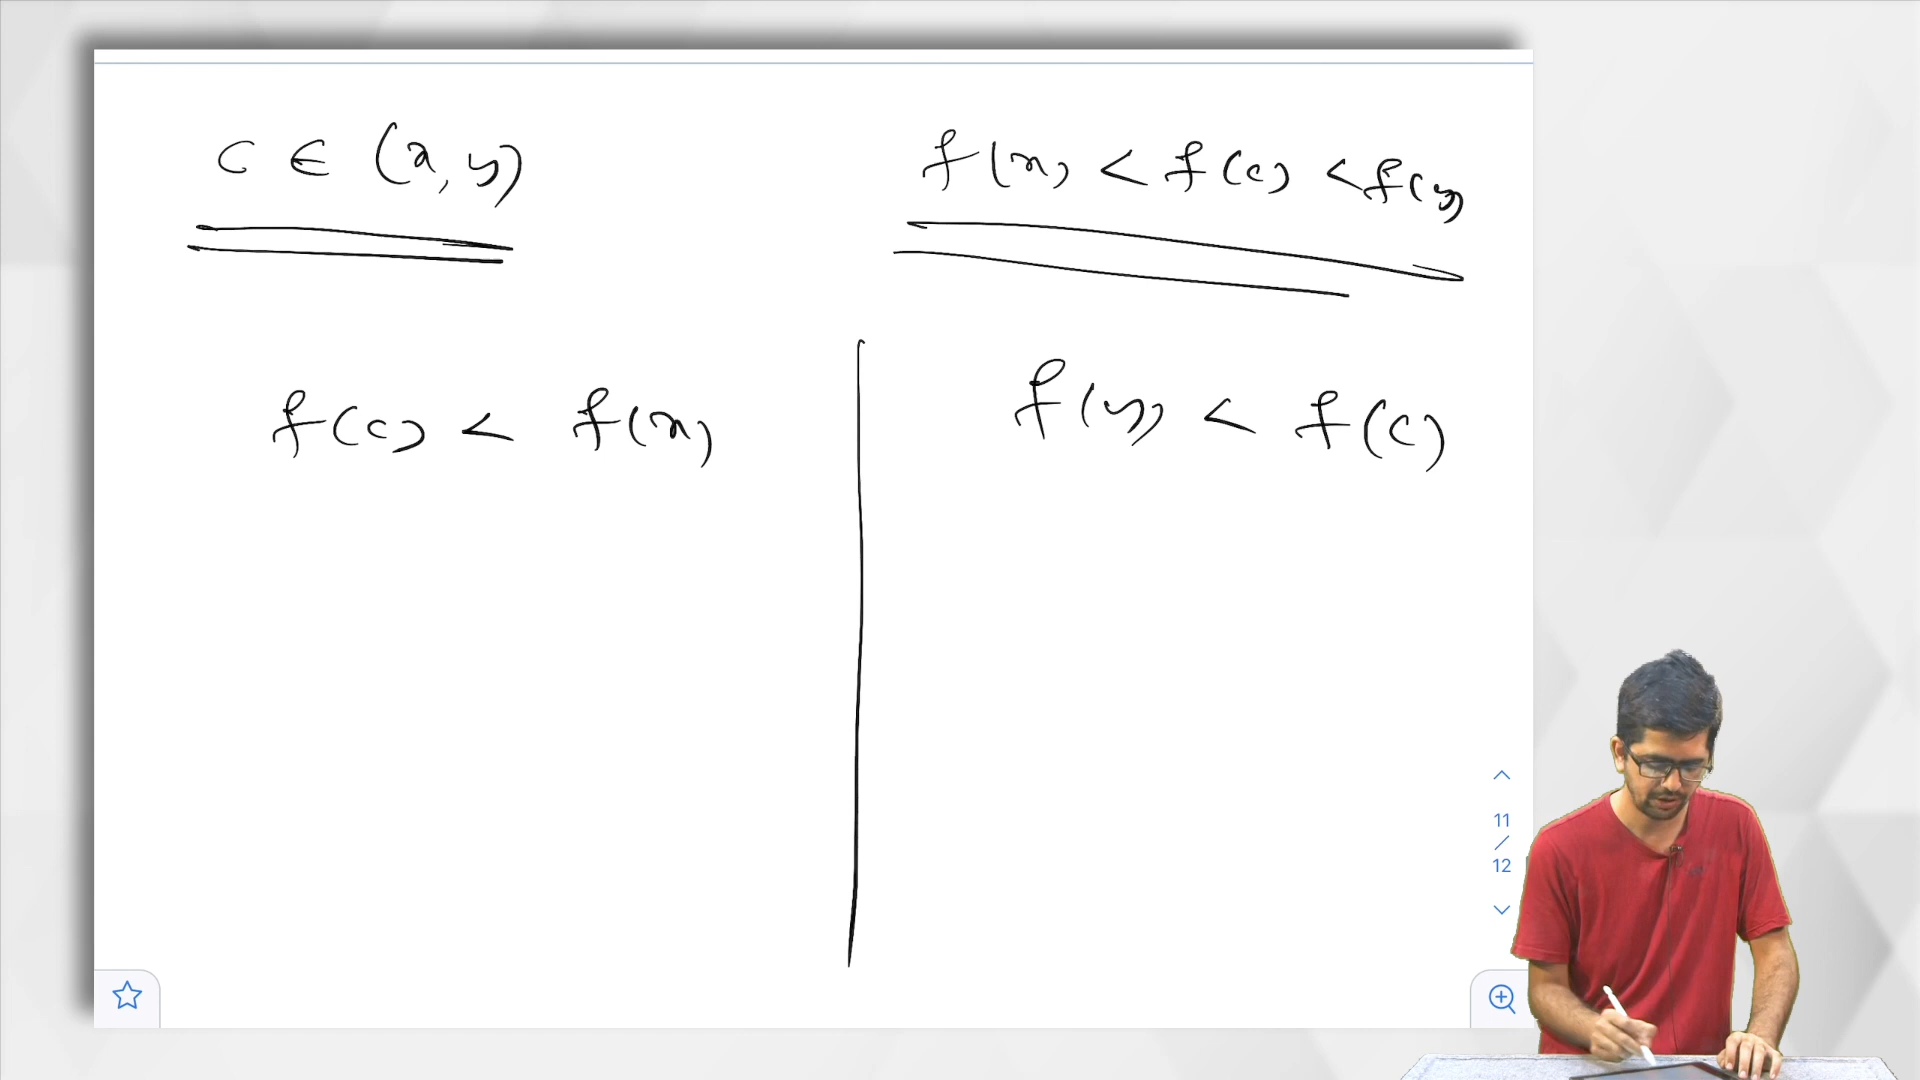 c ∈ (x, y)
f(x) < f(c) < f(y)
f(c) < f(x)
f(y) < f(c)
11
/
12